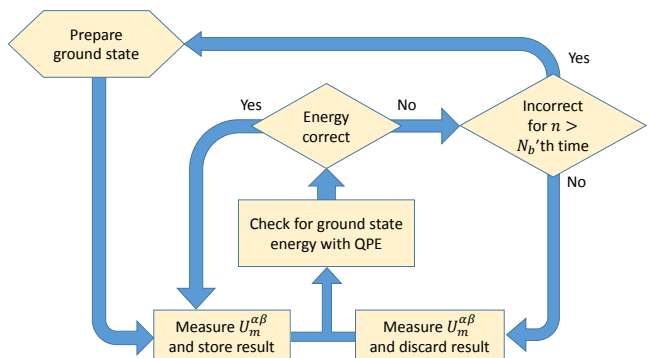 Prepare
ground state
Yes
Yes
Energy
correct
No
Incorrect
for n >
N_b'th time
No
Check for ground state
energy with QPE
Measure U_m^{αβ}
and store result
Measure U_m^{αβ}
and discard result